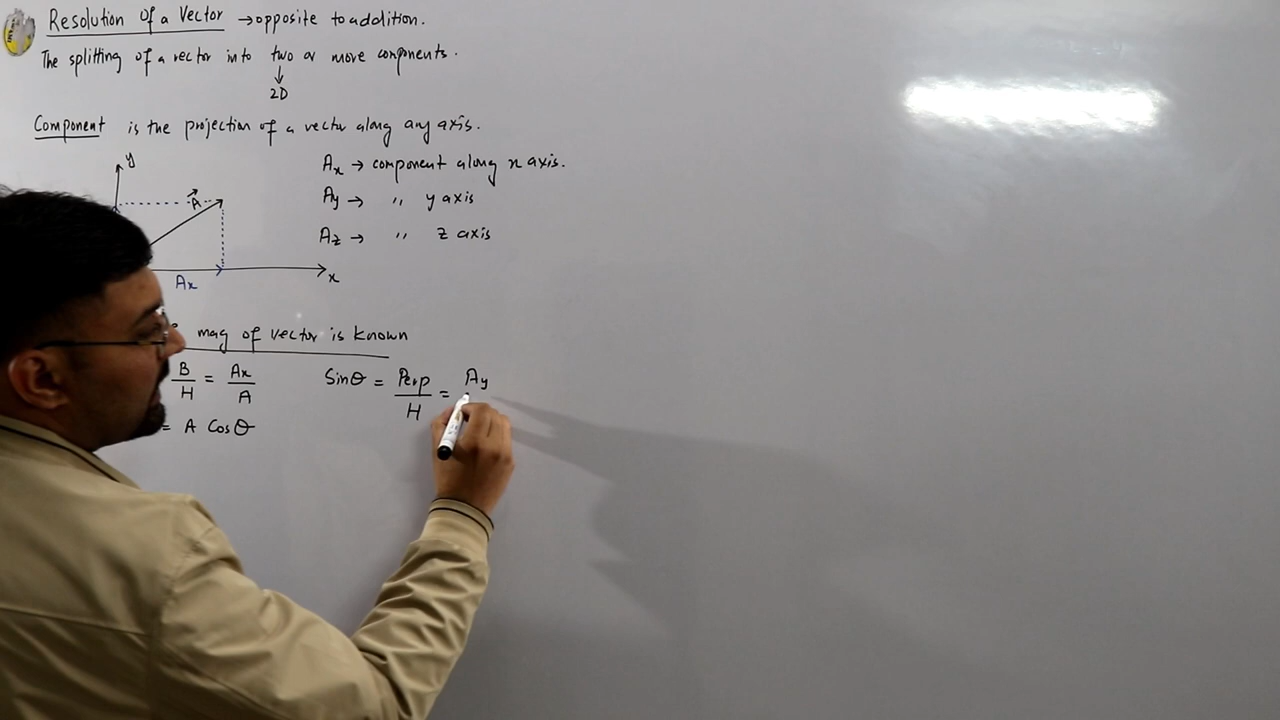 Resolution of a Vector → opposite to addition.
The splitting of a vector into two or more components.
↓
2D
Component is the projection of a vector along any axis.
y
A⃗
Ax
x
Ax → component along x axis.
Ay → " y axis
Az → " z axis
mag of vector is known
B/H = Ax/A
= A Cosθ
Sinθ = Perp/H = Ay